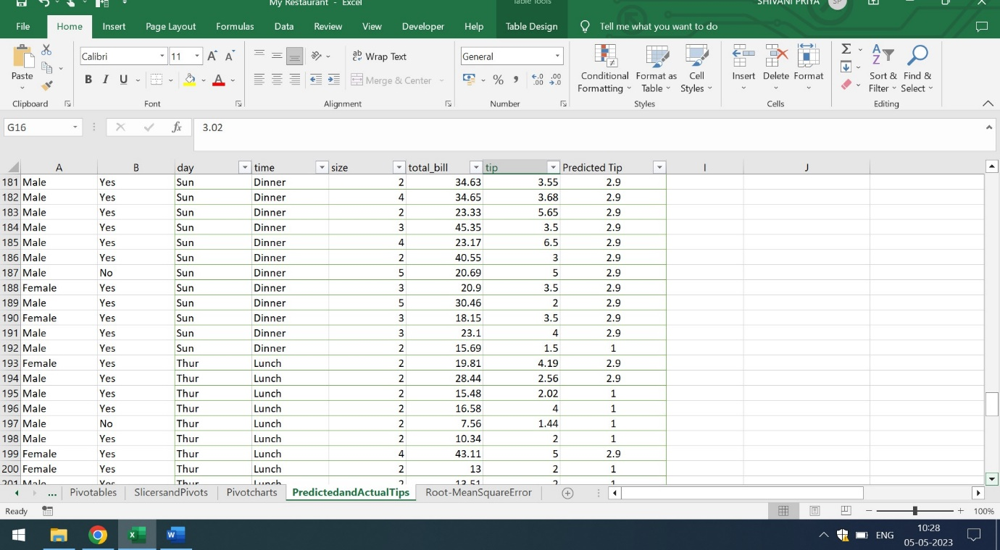 My Restaurant - Excel
Table Tools
SHIVANI PRIYA
SP
File Home Insert Page Layout Formulas Data Review View Developer Help Table Design Tell me what you want to do
Calibri 11 A A ab Wrap Text General
Paste B I U A Merge & Center % , .0 .00 .00 .0
Conditional Formatting Format as Table Cell Styles Insert Delete Format Sort & Filter Find & Select
Clipboard Font Alignment Number Styles Cells Editing
G16 fx 3.02
A B day time size total_bill tip Predicted Tip I J
181 Male Yes Sun Dinner 2 34.63 3.55 2.9
182 Male Yes Sun Dinner 4 34.65 3.68 2.9
183 Male Yes Sun Dinner 2 23.33 5.65 2.9
184 Male Yes Sun Dinner 3 45.35 3.5 2.9
185 Male Yes Sun Dinner 4 23.17 6.5 2.9
186 Male Yes Sun Dinner 2 40.55 3 2.9
187 Male No Sun Dinner 5 20.69 5 2.9
188 Female Yes Sun Dinner 3 20.9 3.5 2.9
189 Male Yes Sun Dinner 5 30.46 2 2.9
190 Female Yes Sun Dinner 3 18.15 3.5 2.9
191 Male Yes Sun Dinner 3 23.1 4 2.9
192 Male Yes Sun Dinner 2 15.69 1.5 1
193 Female Yes Thur Lunch 2 19.81 4.19 2.9
194 Male Yes Thur Lunch 2 28.44 2.56 2.9
195 Male Yes Thur Lunch 2 15.48 2.02 1
196 Male Yes Thur Lunch 2 16.58 4 1
197 Male No Thur Lunch 2 7.56 1.44 1
198 Male Yes Thur Lunch 2 10.34 2 1
199 Female Yes Thur Lunch 4 43.11 5 2.9
200 Female Yes Thur Lunch 2 13 2 1
201 Male Yes Thur Lunch 2 13.51 2 1
... Pivotables SlicersandPivots Pivotcharts PredictedandActualTips Root-MeanSquareError
Ready 100%
ENG 10:28
05-05-2023